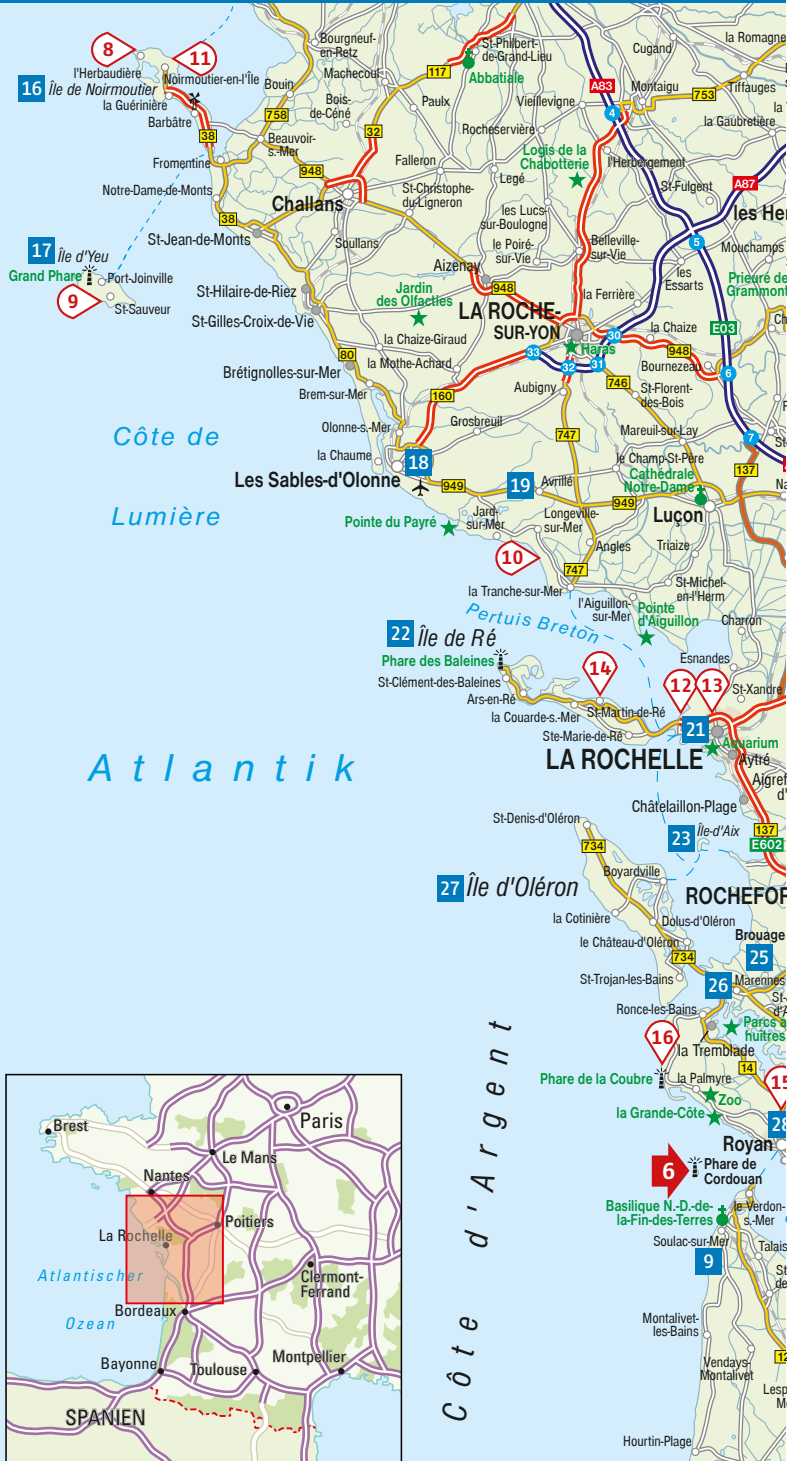 Bourgneuf-
en-Retz
St-Philbert-
de-Grand-Lieu
Cugand
la Romagne
8
11
l'Herbaudière
Noirmoutier-en-l'Île
Machecoul
117
Abbatiale
Montaigu
Tiffauges
16 Île de Noirmoutier
Bouin
A83
753
la Guérinière
Bois-
de-Céné
Paulx
Vieillevigne
4
la Gaubretière
Barbâtre
758
32
Rocheservière
38
Beauvoir-
s.-Mer
Logis de la
Chabotterie
l'Herbergement
Fromentine
948
Falleron
Legé
A87
Notre-Dame-de-Monts
St-Christophe-
du-Ligneron
St-Fulgent
Challans
les Lucs-
sur-Boulogne
les Her
38
St-Jean-de-Monts
Soullans
le Poiré-
sur-Vie
Belleville-
sur-Vie
5
Mouchamps
17 Île d'Yeu
Grand Phare
Port-Joinville
Aizenay
les
Essarts
Prieuré de
Grammont
9
St-Sauveur
St-Hilaire-de-Riez
Jardin
des Olfacties
948
la Ferrière
St-Gilles-Croix-de-Vie
LA ROCHE-
SUR-YON
E03
Ch
la Chaize-Giraud
30
la Chaize
Haras
33
31
32
948
80
la Mothe-Achard
Bournezeau
6
Brétignolles-sur-Mer
Brem-sur-Mer
160
Aubigny
746
St-Florent-
des-Bois
Olonne-s.-Mer
Grosbreuil
747
Mareuil-sur-Lay
7
Côte de
Lumière
la Chaume
18
le Champ-St-Père
137
Les Sables-d'Olonne
949
19
Avrillé
Cathédrale
Notre-Dame
949
Luçon
Pointe du Payré
Jard-
sur-Mer
Longeville-
sur-Mer
Angles
Triaize
10
747
la Tranche-sur-Mer
St-Michel-
en-l'Herm
l'Aiguillon-
sur-Mer
Pointe
d'Aiguillon
Pertuis Breton
Charron
22 Île de Ré
Phare des Baleines
Esnandes
14
12
13
St-Clément-des-Baleines
St-Xandre
Ars-en-Ré
la Couarde-s.-Mer
St-Martin-de-Ré
Ste-Marie-de-Ré
21
Aquarium
LA ROCHELLE
Aytré
Atlantik
Aigref
d'
Châtelaillon-Plage
St-Denis-d'Oléron
137
734
23
Île-d'Aix
E602
Boyardville
27 Île d'Oléron
ROCHEFOR
la Cotinière
Dolus-d'Oléron
Brouage
le Château-d'Oléron
25
734
St-Trojan-les-Bains
26
Marennes
Ronce-les-Bains
St-
d'A
Parcs a
huîtres
16
la Tremblade
14
15
Phare de la Coubre
la Palmyre
Zoo
la Grande-Côte
28
Royan
6
Phare de
Cordouan
Basilique N.-D.-de-
la-Fin-des-Terres
le Verdon-
s.-Mer
Soulac-sur-Mer
9
Talais
St
de
Côte d'Argent
Montalivet-
les-Bains
Vendays-
Montalivet
12
Lesp
Hourtin-Plage
Paris
Brest
Le Mans
Nantes
Poitiers
La Rochelle
Atlantischer
Ozean
Clermont-
Ferrand
Bordeaux
Bayonne
Toulouse
Montpellier
SPANIEN